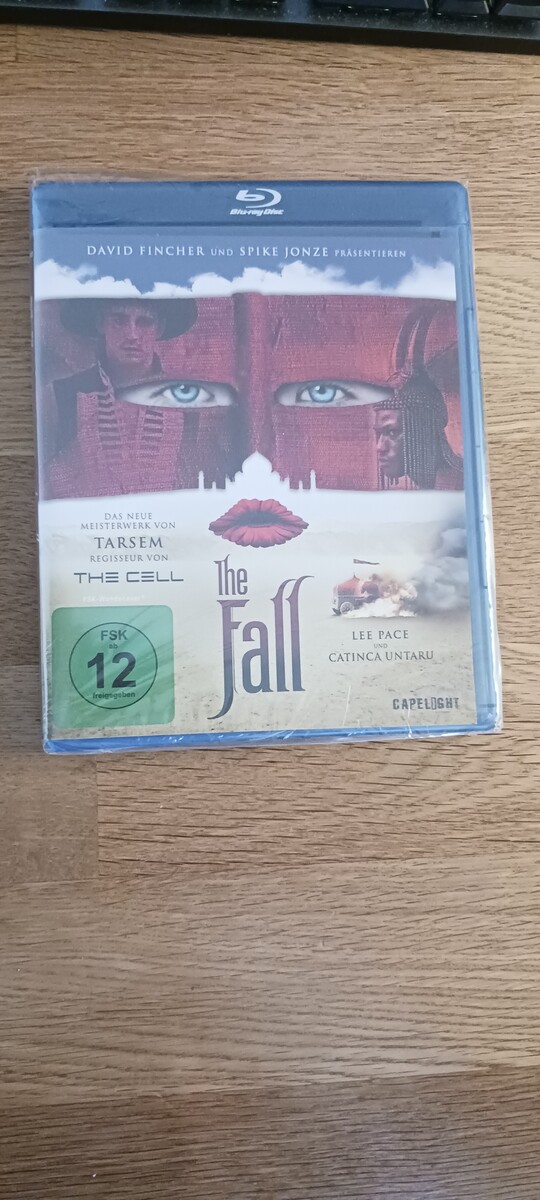 Blu-ray Disc
DAVID FINCHER UND SPIKE JONZE PRÄSENTIEREN
DAS NEUE
MEISTERWERK VON
TARSEM
REGISSEUR VON
THE CELL
The
Fall
LEE PACE
UND
CATINCA UNTARU
FSK
ab
12
freigegeben
CAPELIGHT